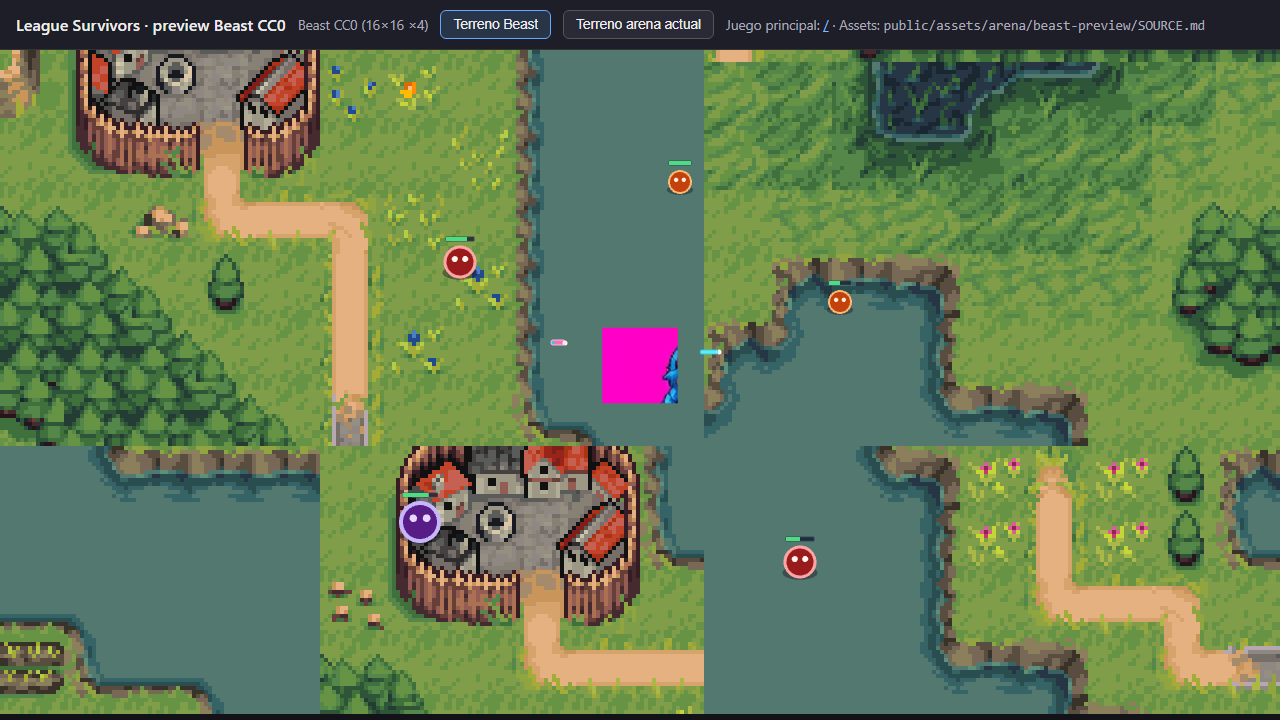 League Survivors · preview Beast CC0 Beast CC0 (16×16 ×4) Terreno Beast Terreno arena actual Juego principal: / · Assets: public/assets/arena/beast-preview/SOURCE.md